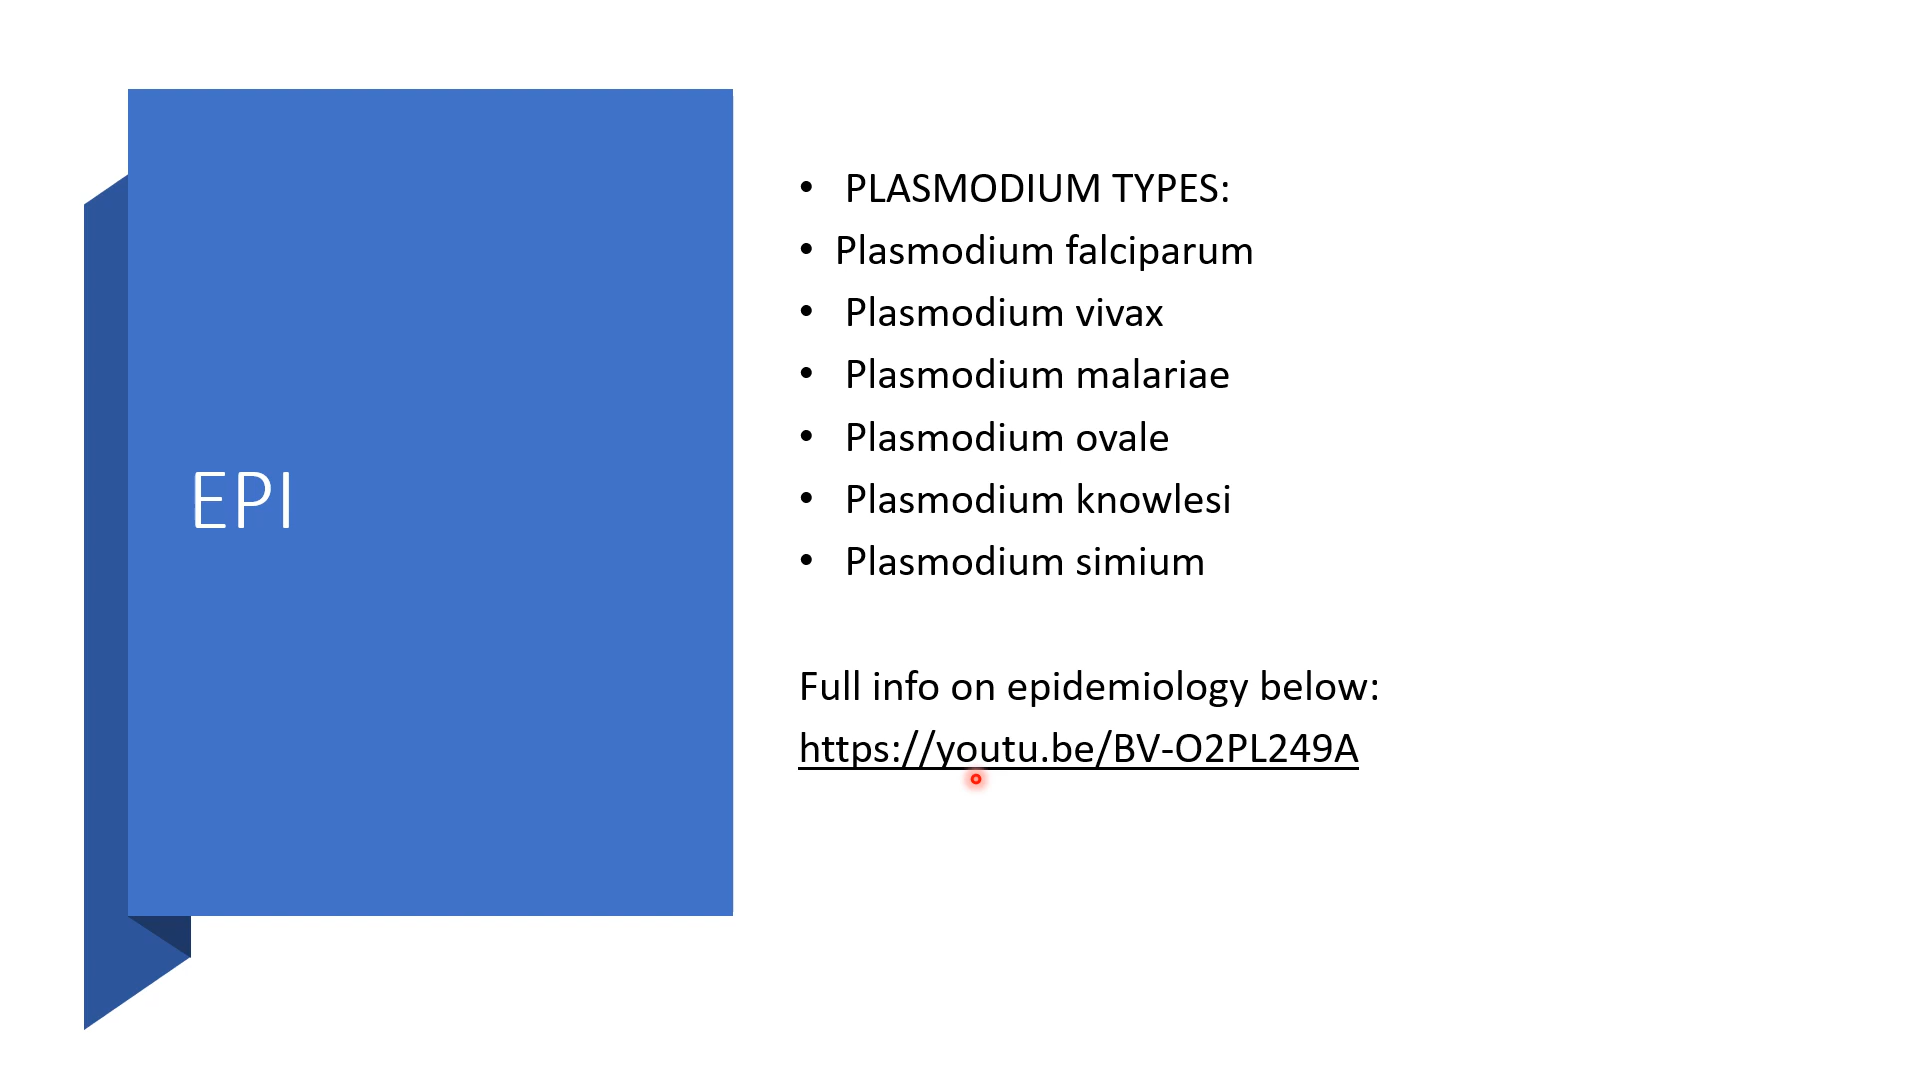 EPI
• PLASMODIUM TYPES:
• Plasmodium falciparum
• Plasmodium vivax
• Plasmodium malariae
• Plasmodium ovale
• Plasmodium knowlesi
• Plasmodium simium
Full info on epidemiology below:
https://youtu.be/BV-O2PL249A